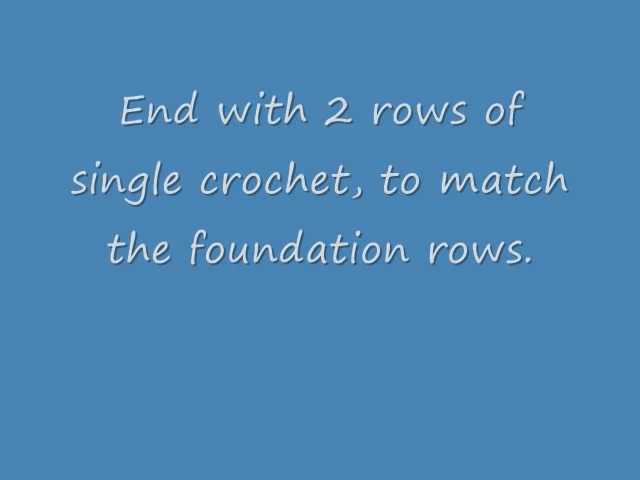 End with 2 rows of
single crochet, to match
the foundation rows.